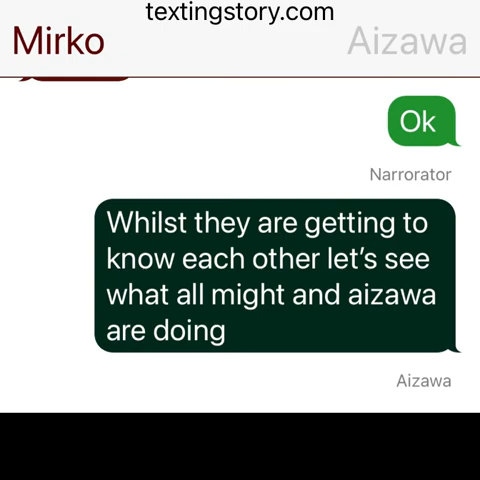 textingstory.com
Mirko
Aizawa
Ok
Narrorator
Whilst they are getting to
know each other let's see
what all might and aizawa
are doing
Aizawa